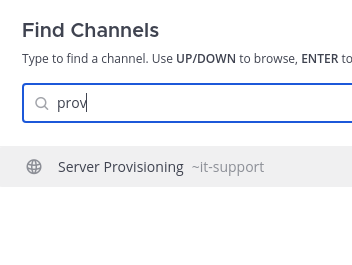 Find Channels
Type to find a channel. Use UP/DOWN to browse, ENTER to
prov
Server Provisioning ~it-support